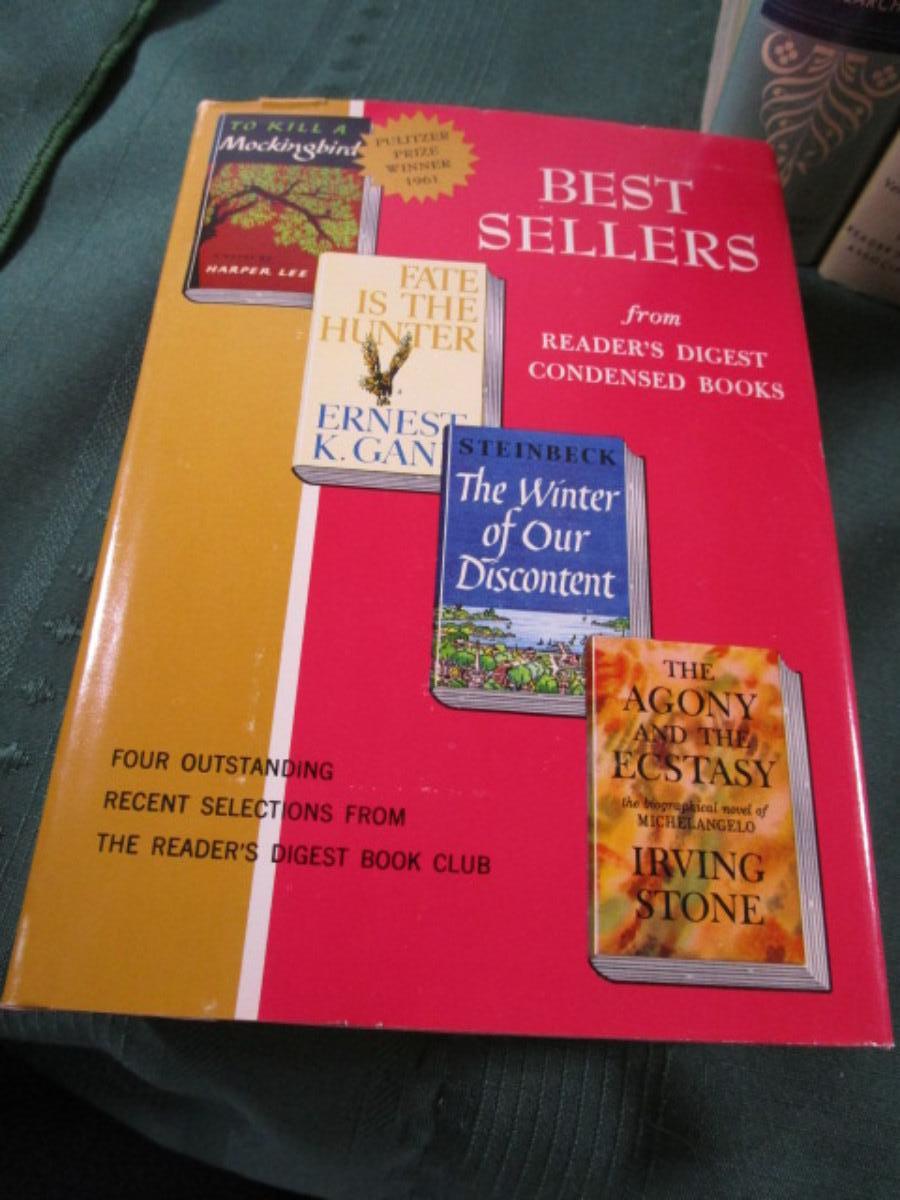 TO KILL A
Mockingbird
HARPER LEE
PULITZER
PRIZE
WINNER
1961
BEST
SELLERS
from
READER'S DIGEST
CONDENSED BOOKS
FATE
IS THE
HUNTER
ERNEST
K. GAN
STEINBECK
The Winter
of Our
Discontent
THE
AGONY
AND THE
ECSTASY
the biographical novel of
MICHELANGELO
IRVING
STONE
FOUR OUTSTANDING
RECENT SELECTIONS FROM
THE READER'S DIGEST BOOK CLUB